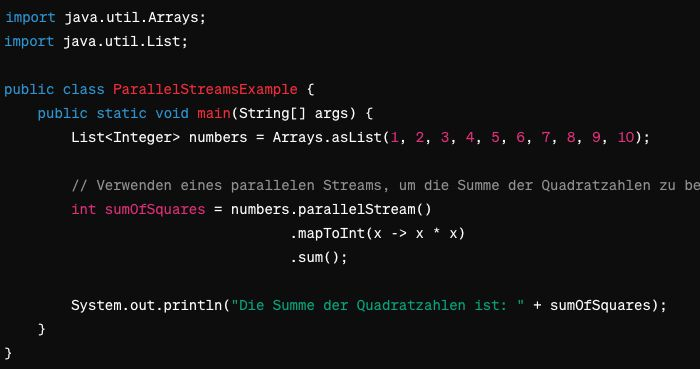 import java.util.Arrays;
import java.util.List;
public class ParallelStreamsExample {
public static void main(String[] args) {
List<Integer> numbers = Arrays.asList(1, 2, 3, 4, 5, 6, 7, 8, 9, 10);
// Verwenden eines parallelen Streams, um die Summe der Quadratzahlen zu be
int sumOfSquares = numbers.parallelStream()
.mapToInt(x -> x * x)
.sum();
System.out.println("Die Summe der Quadratzahlen ist: " + sumOfSquares);
}
}